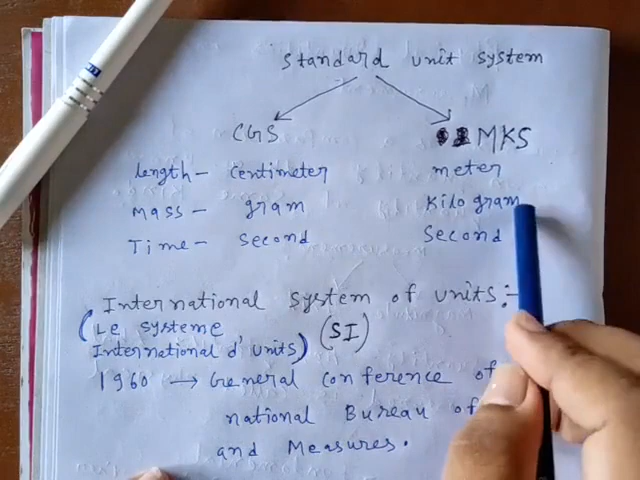 Standard unit system
CGS MKS
length - Centimeter meter
Mass - gram Kilo gram
Time - Second Second
International System of units :-
(Le systeme International d' units) (SI)
1960 → General Conference of
national Bureau of
and Measures.